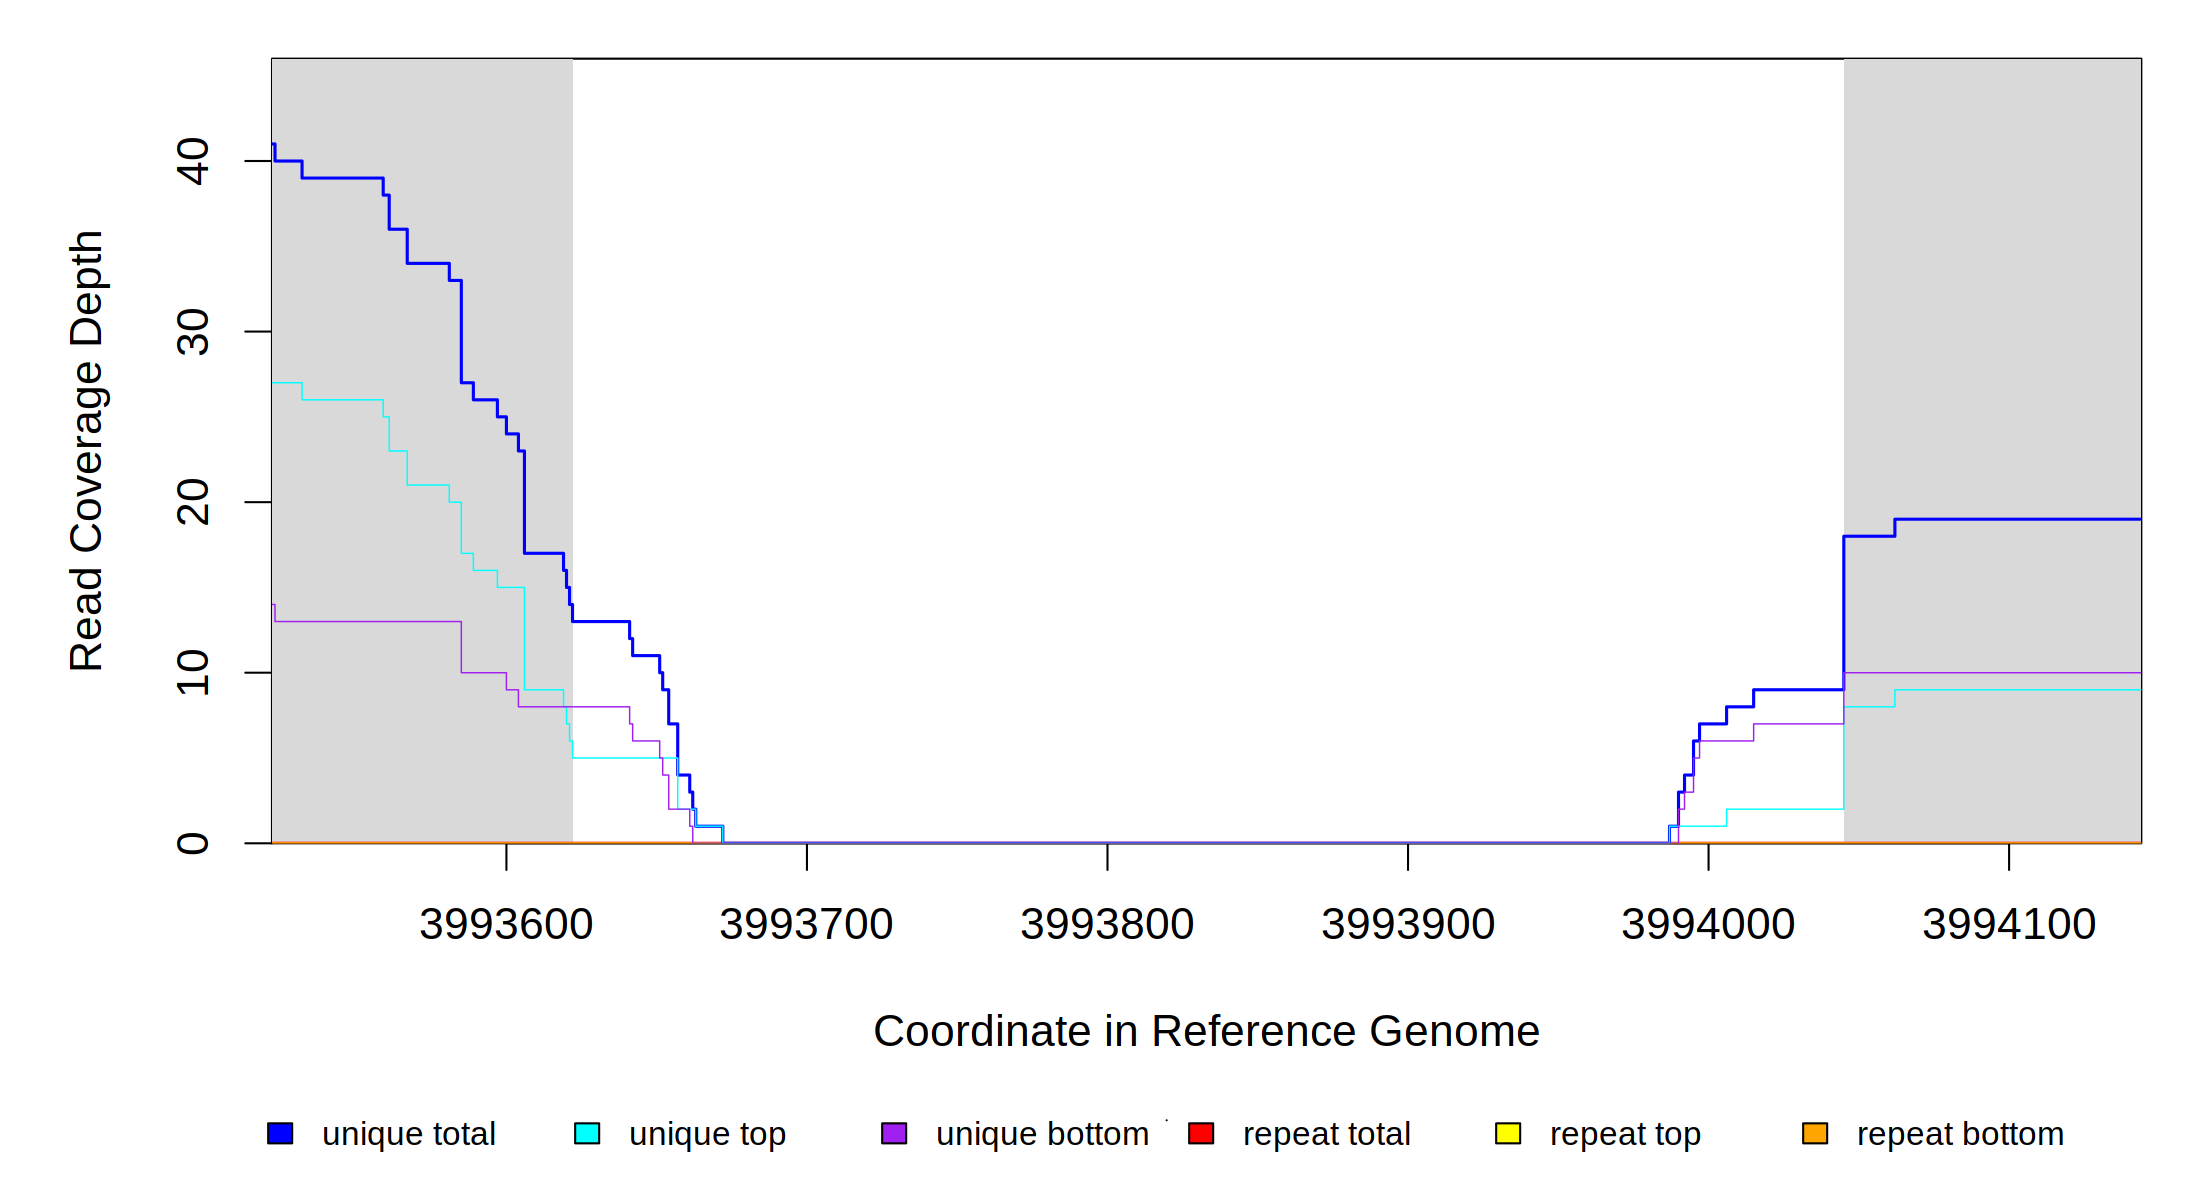 40
30
20
10
0
Read Coverage Depth
3993600 3993700 3993800 3993900 3994000 3994100
Coordinate in Reference Genome
unique total unique top unique bottom repeat total repeat top repeat bottom